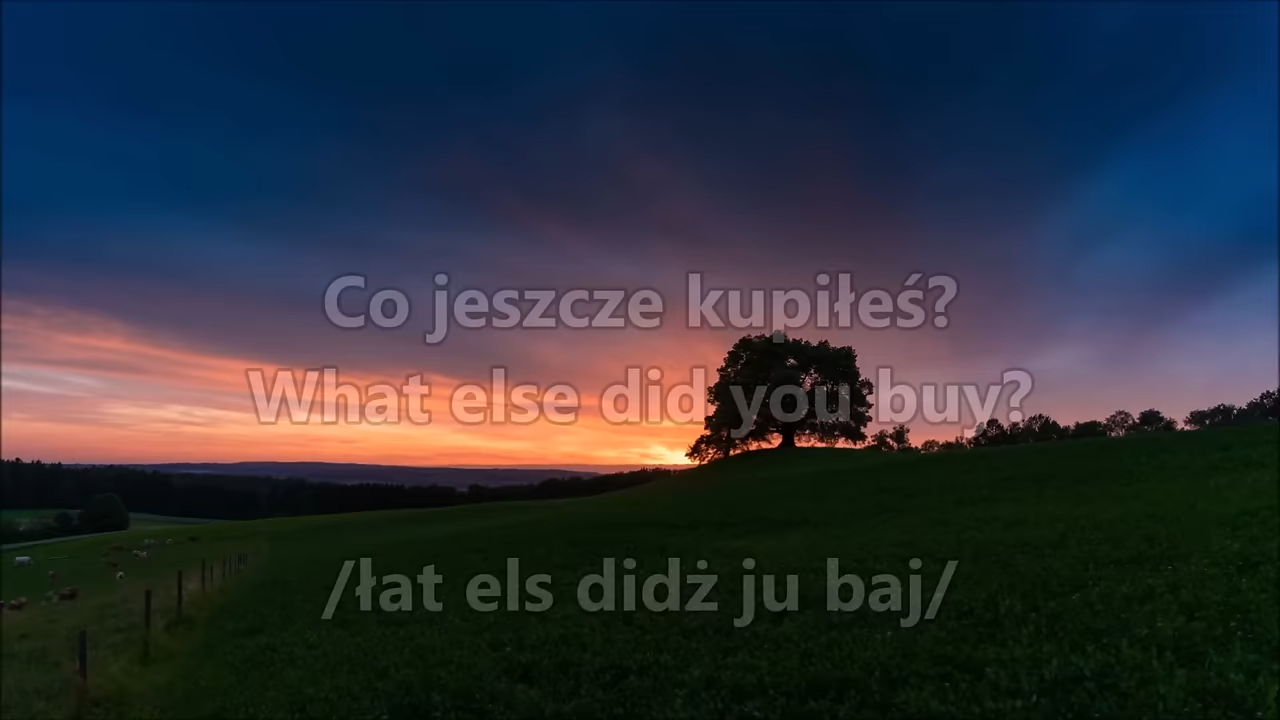 Co jeszcze kupiłeś?
What else did you buy?
/łat els didż ju baj/